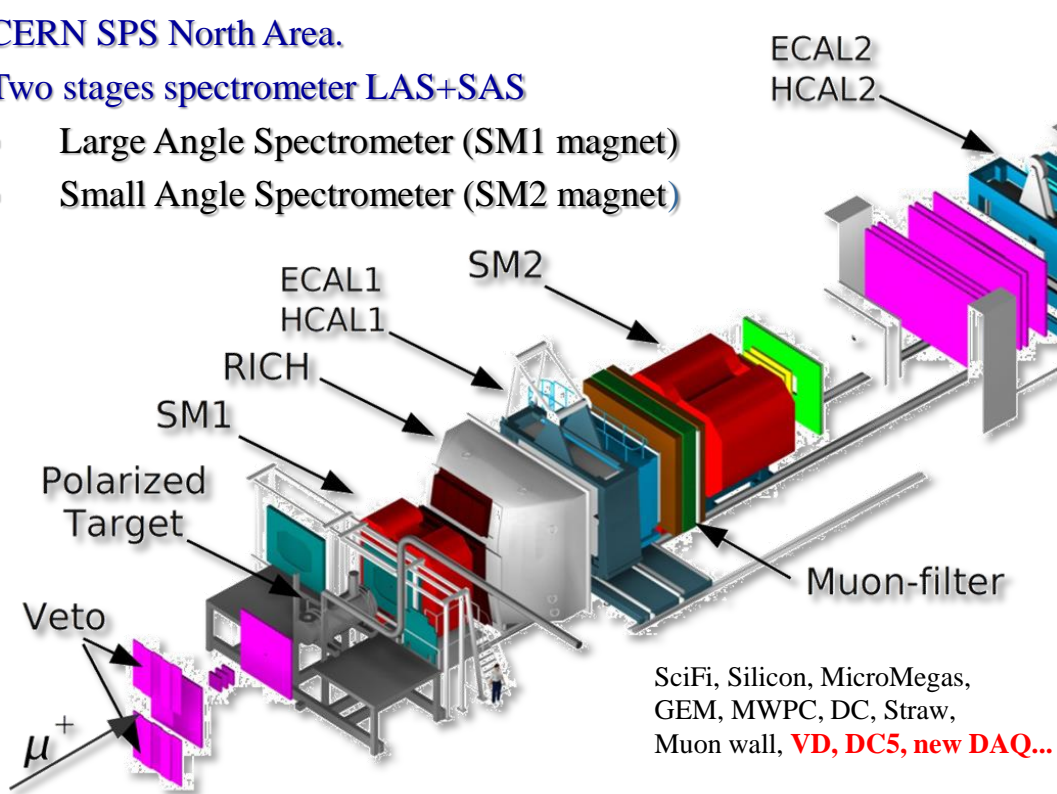 CERN SPS North Area.
Two stages spectrometer LAS+SAS
Large Angle Spectrometer (SM1 magnet)
Small Angle Spectrometer (SM2 magnet)
ECAL2
HCAL2
SM2
ECAL1
HCAL1
RICH
SM1
Polarized
Target
Muon-filter
Veto
μ+
SciFi, Silicon, MicroMegas,
GEM, MWPC, DC, Straw,
Muon wall, VD, DC5, new DAQ...